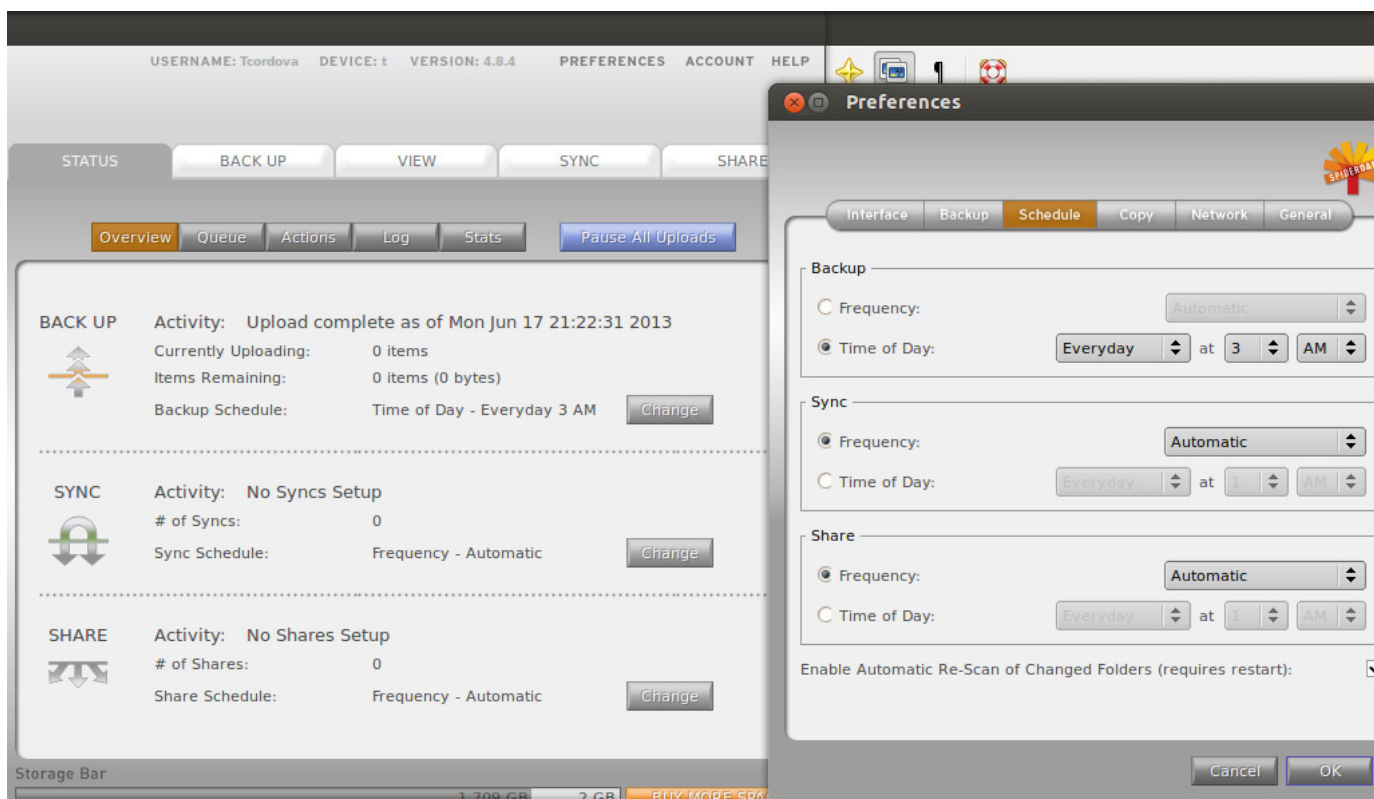 USERNAME: Tcordova DEVICE: t VERSION: 4.8.4 PREFERENCES ACCOUNT HELP
STATUS BACK UP VIEW SYNC SHARE
Overview Queue Actions Log Stats Pause All Uploads
BACK UP Activity: Upload complete as of Mon Jun 17 21:22:31 2013
Currently Uploading: 0 items
Items Remaining: 0 items (0 bytes)
Backup Schedule: Time of Day - Everyday 3 AM Change
SYNC Activity: No Syncs Setup
# of Syncs: 0
Sync Schedule: Frequency - Automatic Change
SHARE Activity: No Shares Setup
# of Shares: 0
Share Schedule: Frequency - Automatic Change
Storage Bar
1.709 GB 2 GB BUY MORE SPA
¶
Preferences
SPIDEROA
Interface Backup Schedule Copy Network General
Backup
Frequency: Automatic
Time of Day: Everyday at 3 AM
Sync
Frequency: Automatic
Time of Day: Everyday at 1 AM
Share
Frequency: Automatic
Time of Day: Everyday at 1 AM
Enable Automatic Re-Scan of Changed Folders (requires restart):
Cancel OK